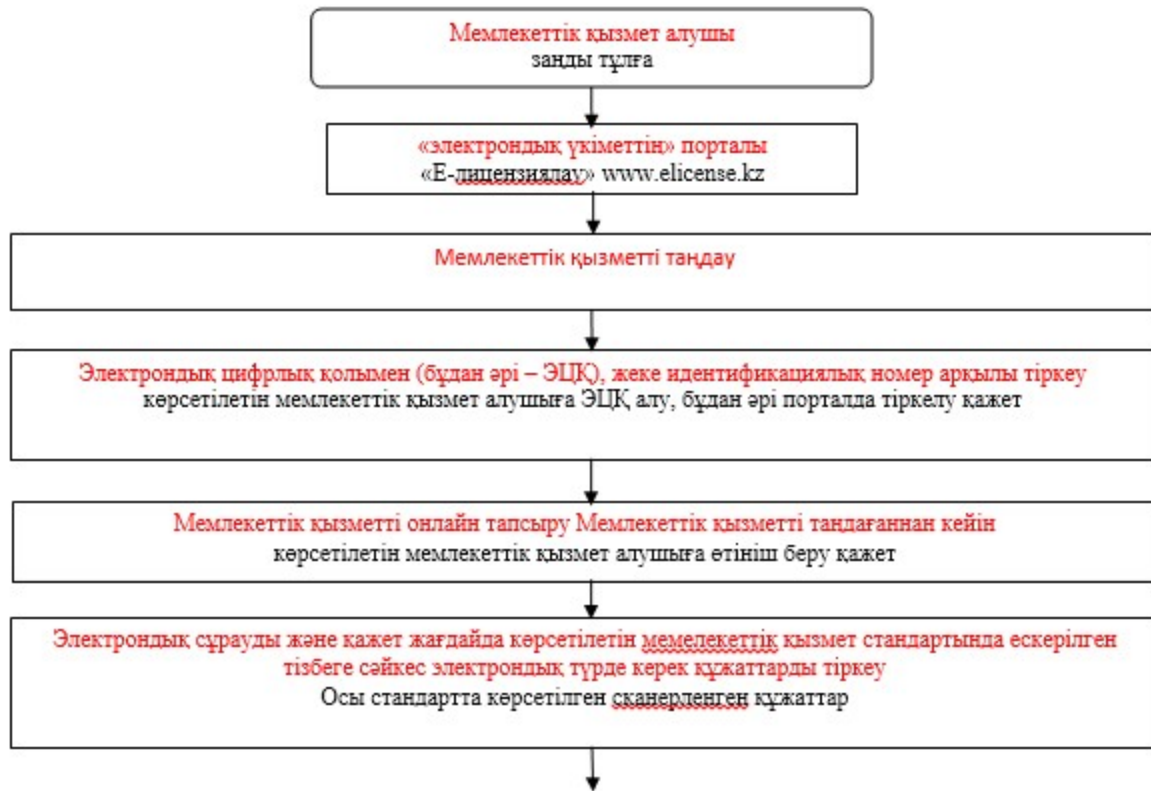 Мемлекеттік қызмет алушы
заңды тұлға
«электрондық үкіметтің» порталы
«Е-лицензиялау» www.elicense.kz
Мемлекеттік қызметті таңдау
Электрондық цифрлық қолымен (бұдан әрі – ЭЦҚ), жеке идентификациялық номер арқылы тіркеу
көрсетілетін мемлекеттік қызмет алушыға ЭЦҚ алу, бұдан әрі порталда тіркелу қажет
Мемлекеттік қызметті онлайн тапсыру Мемлекеттік қызметті таңдағаннан кейін
көрсетілетін мемлекеттік қызмет алушыға өтініш беру қажет
Электрондық сұрауды және қажет жағдайда көрсетілетін мемелекеттік қызмет стандартында ескерілген
тізбеге сәйкес электрондық түрде керек құжаттарды тіркеу
Осы стандартта көрсетілген сканерленген құжаттар